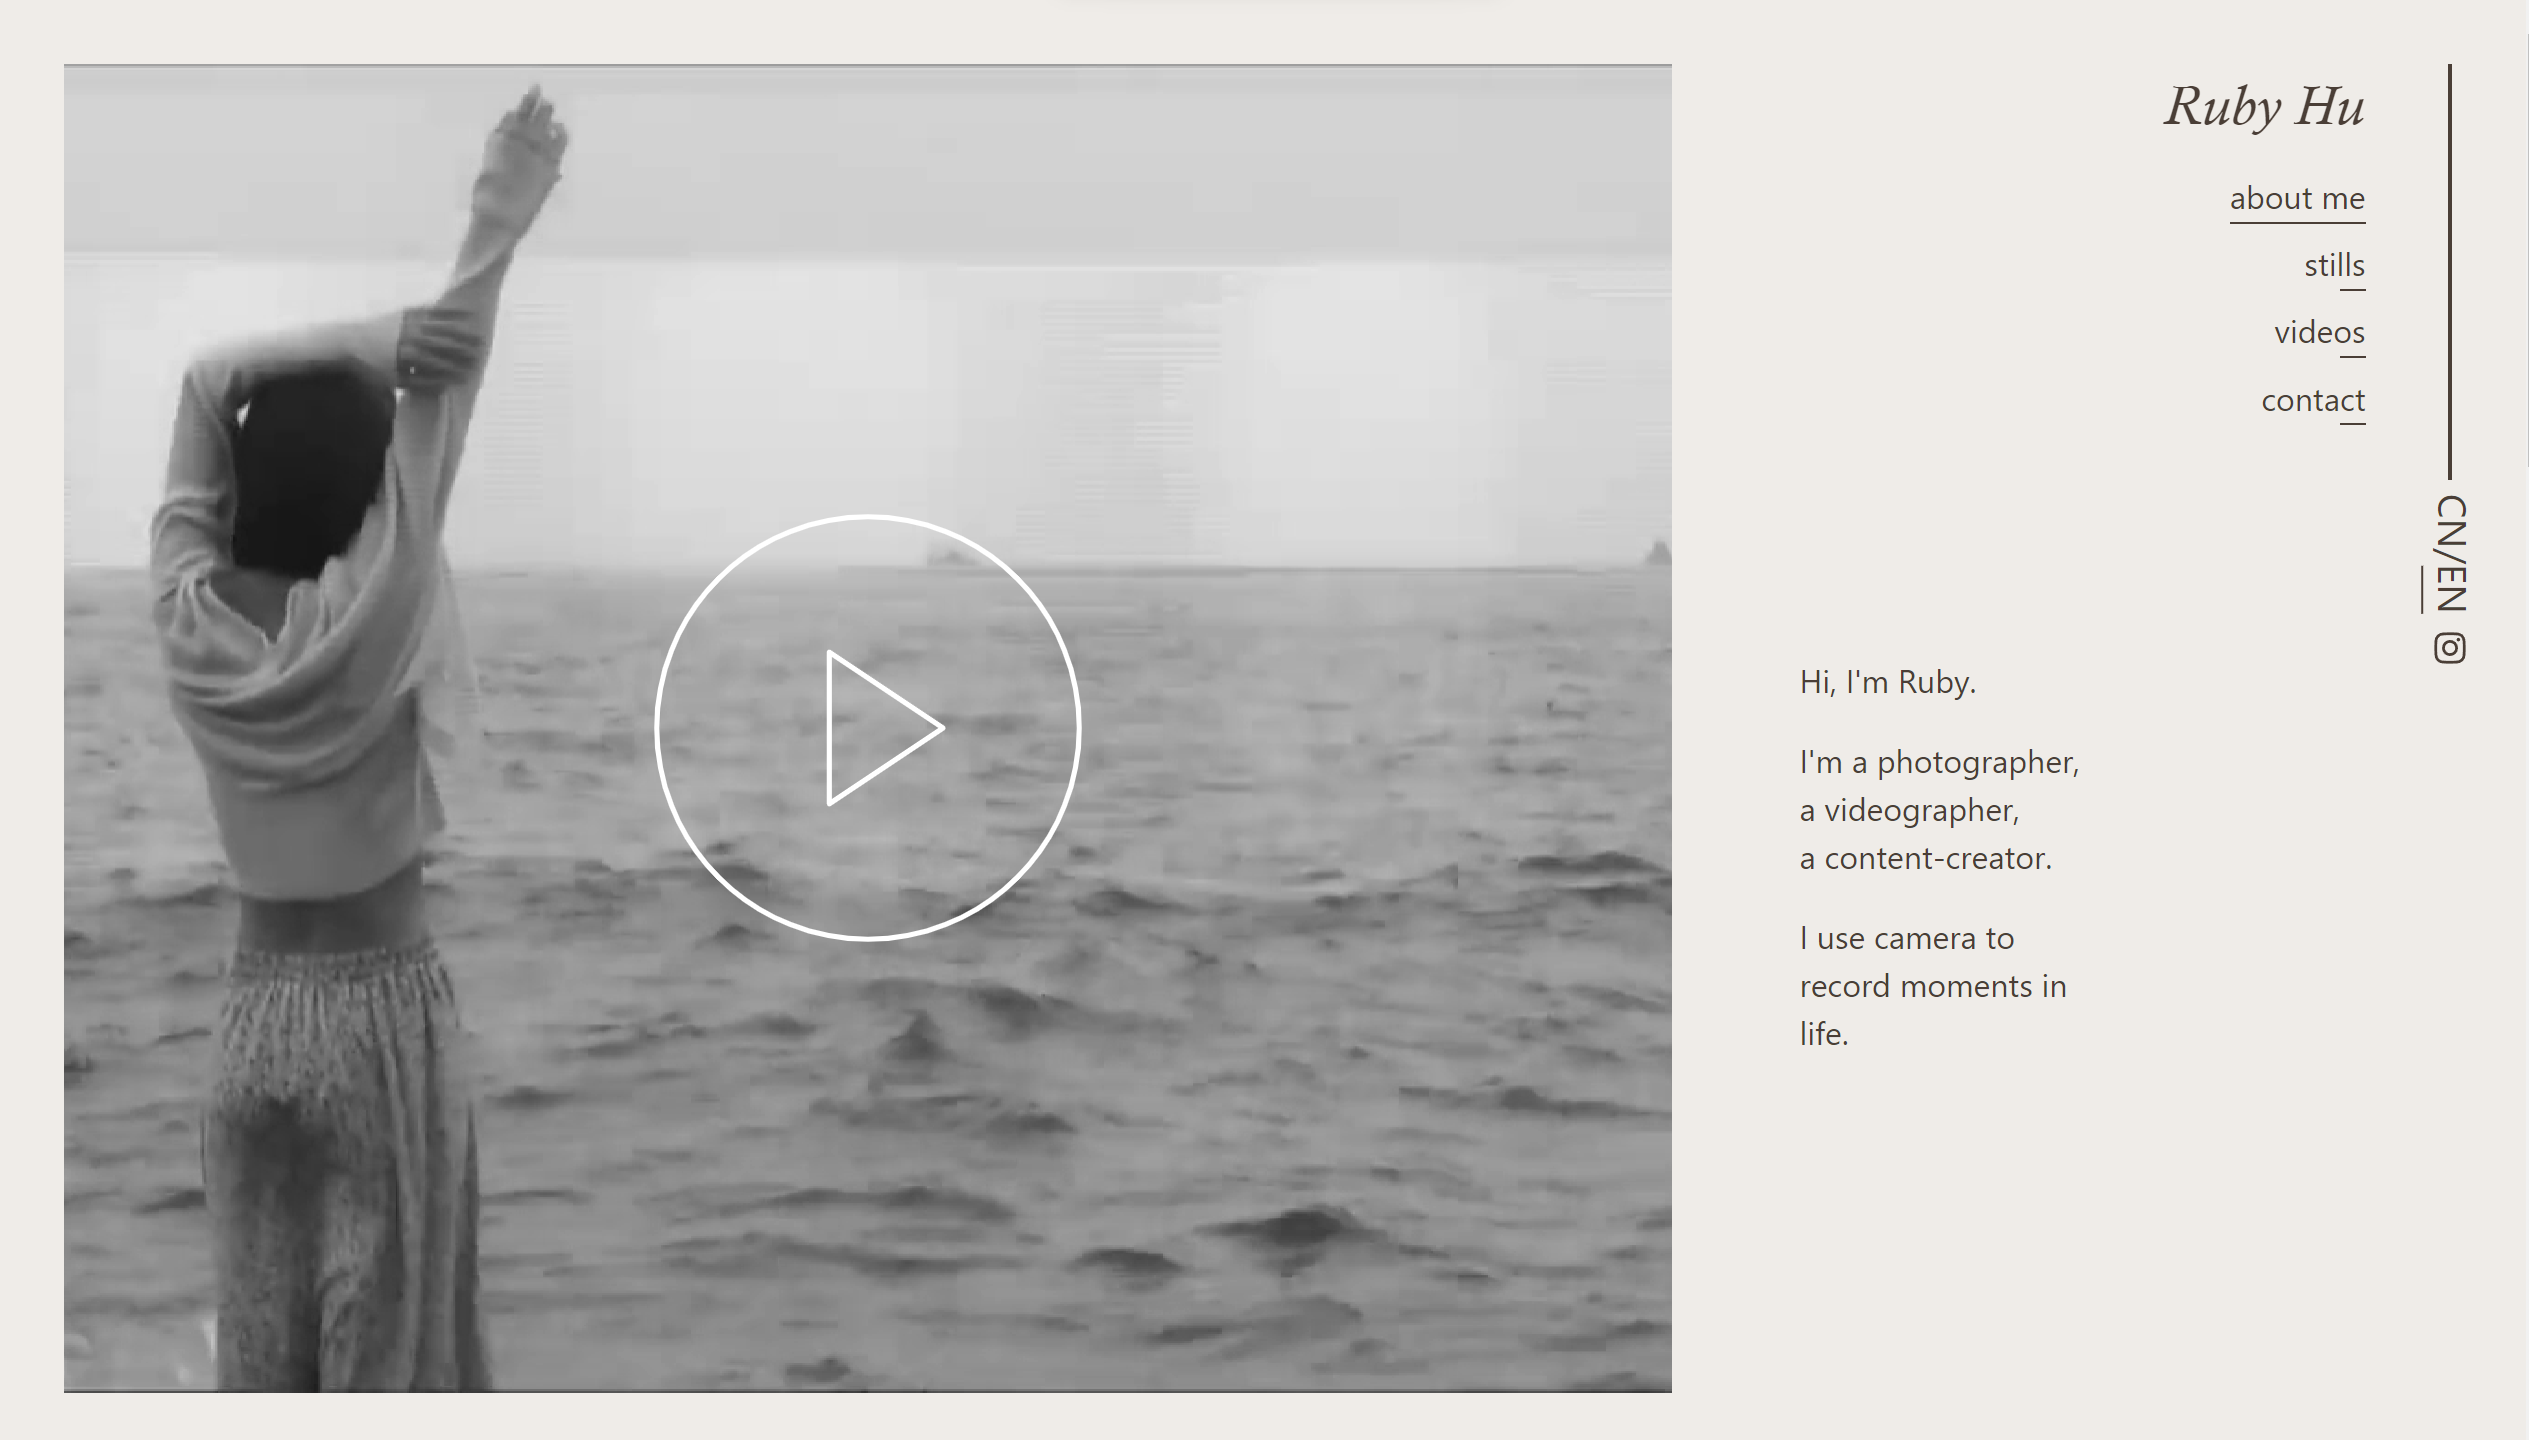 Ruby Hu
about me
stills
videos
contact
CN/EN
Hi, I'm Ruby.
I'm a photographer,
a videographer,
a content-creator.
I use camera to
record moments in
life.